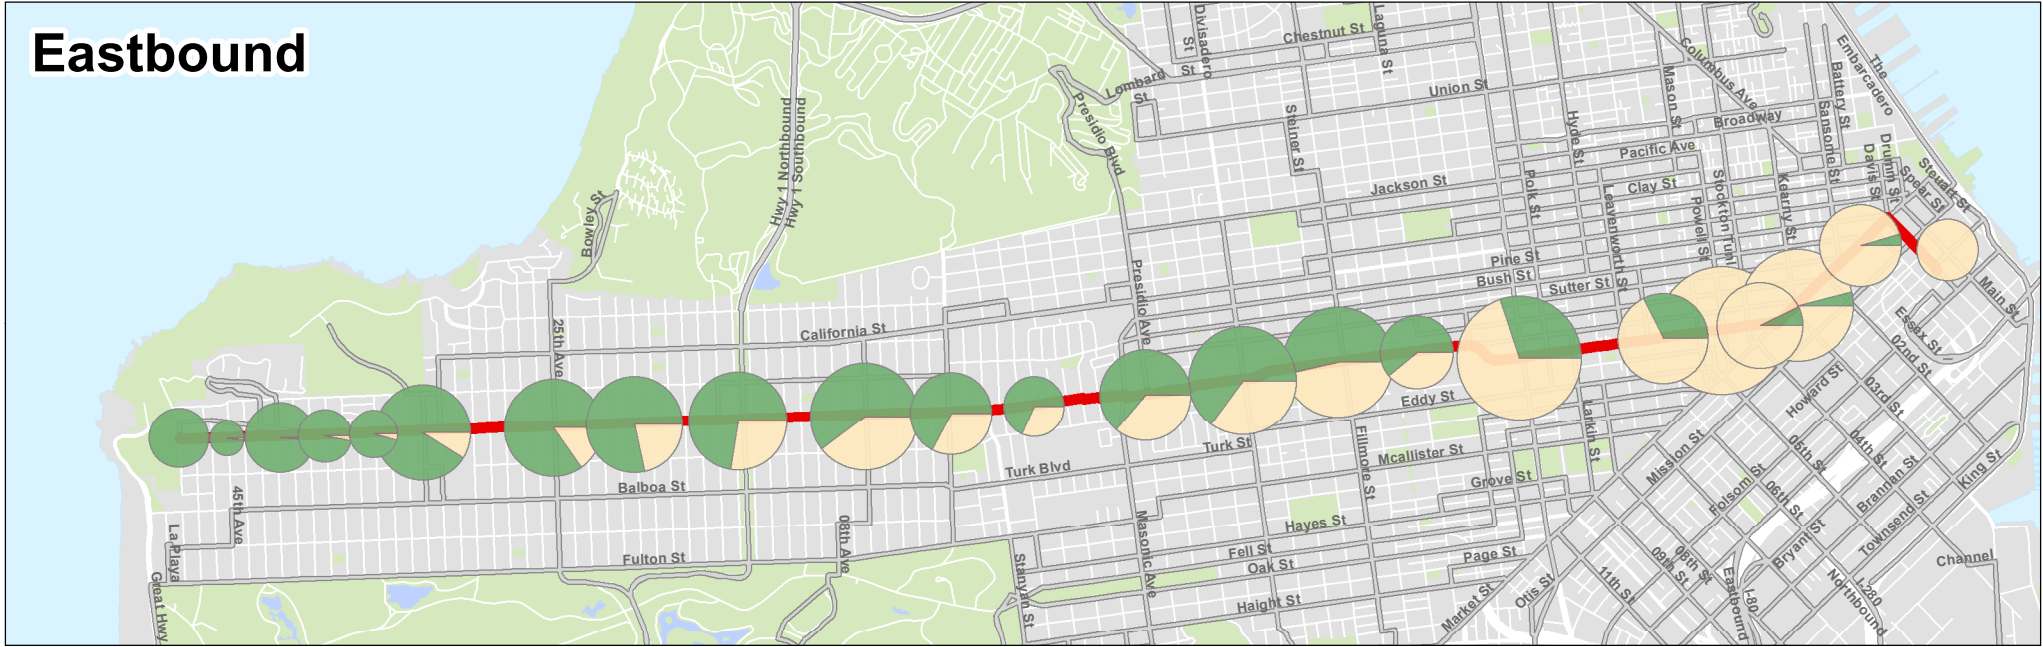 Eastbound
Divisadero
St
Laguna St
Chestnut St
Lombard
St
St
Union St
Presidio Blvd
Steiner St
Columbus Ave
Mason St
Hyde St
Broadway
Battery St
Sansome St
The
Embarcadero
Pacific Ave
Jackson St
Clay St
Polk St
Leavenworth St
Powell St
Stockton Tunl
Kearny St
Davis St
Drumm St
Spear St
Steuart St
Hwy 1 Northbound
Hwy 1 Southbound
Bowley St
Pine St
Bush St
Sutter St
Presidio Ave
Main St
Essex St
02nd St
25th Ave
California St
Eddy St
Howard St
03rd St
Larkin St
Turk St
Turk Blvd
Fillmore St
Mcallister St
Mission St
05th St
04th St
Balboa St
Grove St
Folsom St
06th St
Brannan St
King St
45th Ave
La Playa
08th Ave
Masonic Ave
Hayes St
Bryant St
Townsend St
Fulton St
Fell St
Oak St
Page St
Stanyan St
Haight St
Great Hwy
Market St
Otis St
11th St
09th St
08th St
I-80
Eastbound
I-280
Northbound
Channel